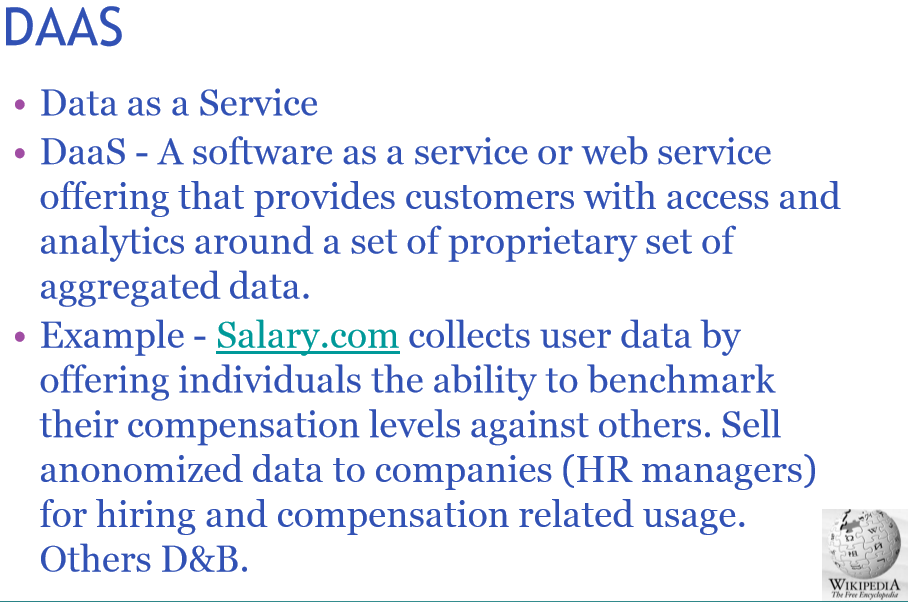 DAAS
• Data as a Service
• DaaS - A software as a service or web service
offering that provides customers with access and
analytics around a set of proprietary set of
aggregated data.
• Example - Salary.com collects user data by
offering individuals the ability to benchmark
their compensation levels against others. Sell
anonomized data to companies (HR managers)
for hiring and compensation related usage.
Others D&B.
WIKIPEDIA
The Free Encyclopedia